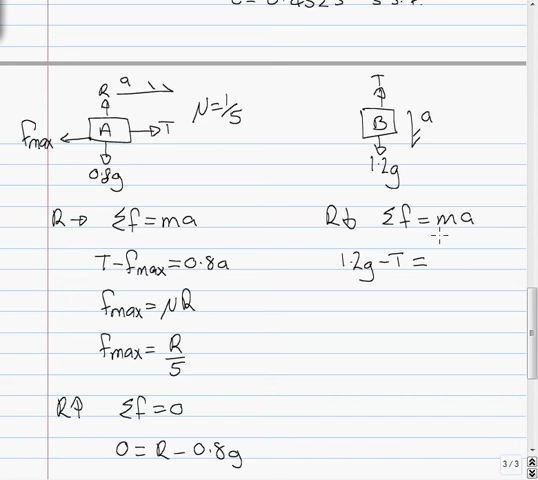 R a
μ=1/5
fmax A T
0.8g
R→ Σf=ma
T-fmax=0.8a
fmax=μR
fmax=R/5
R↑ Σf=0
0=R-0.8g
T
B a
1.2g
R↓ Σf=ma
1.2g-T=
3/3